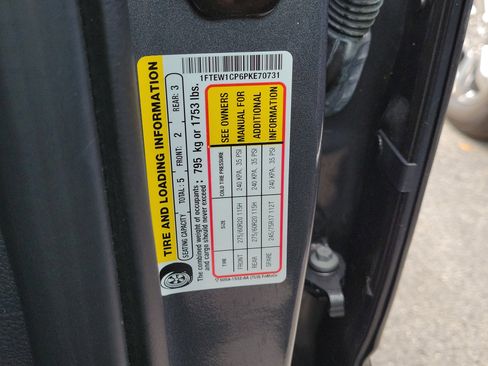 1FTEW1CP6PKE70731
TIRE AND LOADING INFORMATION
SEATING CAPACITY TOTAL: 5 FRONT: 2 REAR: 3
The combined weight of occupants
and cargo should never exceed : 795 kg or 1753 lbs.
TIRE SIZE COLD TIRE PRESSURE SEE OWNERS
FRONT 275/60R20 115H 240 KPA, 35 PSI MANUAL FOR
REAR 275/60R20 115H 240 KPA, 35 PSI ADDITIONAL
SPARE 245/75R17 112T 240 KPA, 35 PSI INFORMATION